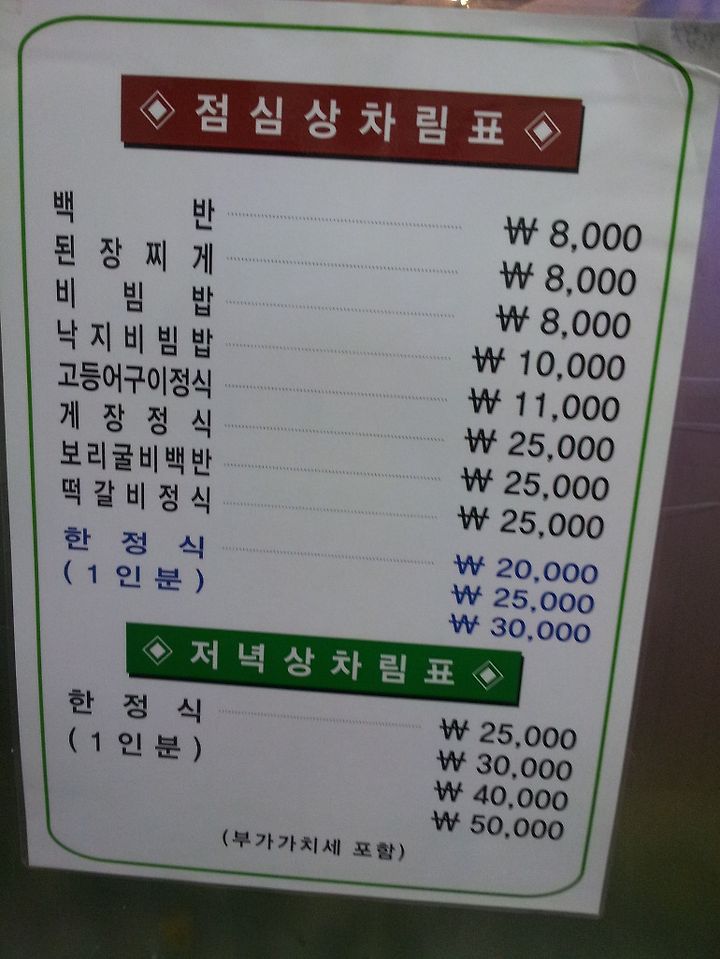 점심상차림표
백반 ₩ 8,000
된장찌게 ₩ 8,000
비빔밥 ₩ 8,000
낙지비빔밥 ₩ 10,000
고등어구이정식 ₩ 11,000
게장정식 ₩ 25,000
보리굴비백반 ₩ 25,000
떡갈비정식 ₩ 25,000
한정식 ₩ 20,000
(1인분) ₩ 25,000
₩ 30,000
저녁상차림표
한정식 ₩ 25,000
(1인분) ₩ 30,000
₩ 40,000
₩ 50,000
(부가가치세 포함)